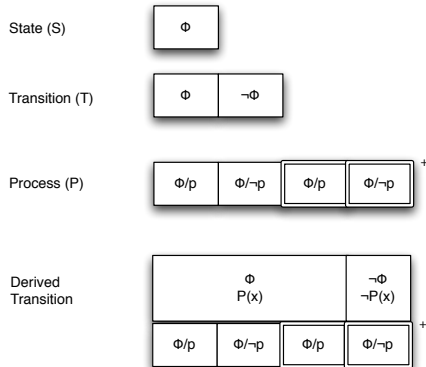 State (S)
Φ
Transition (T)
Φ ¬Φ
Process (P)
Φ/p Φ/¬p Φ/p Φ/¬p +
Derived
Transition
Φ ¬Φ
P(x) ¬P(x)
Φ/p Φ/¬p Φ/p Φ/¬p +